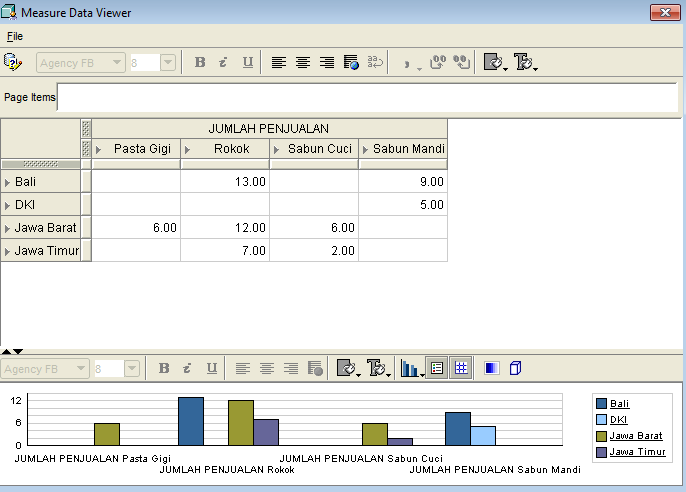 Measure Data Viewer
File
Agency FB 8 B i U
Page Items
JUMLAH PENJUALAN
Pasta Gigi Rokok Sabun Cuci Sabun Mandi
Bali 13.00 9.00
DKI 5.00
Jawa Barat 6.00 12.00 6.00
Jawa Timur 7.00 2.00
Agency FB 8 B i U
12
6
0
JUMLAH PENJUALAN Pasta Gigi JUMLAH PENJUALAN Sabun Cuci
JUMLAH PENJUALAN Rokok JUMLAH PENJUALAN Sabun Mandi
Bali
DKI
Jawa Barat
Jawa Timur